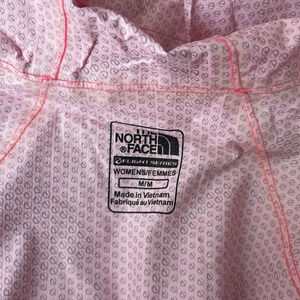 THE
NORTH
FACE
FLIGHT SERIES
WOMENS/FEMMES
M/M
Made in Vietnam
Fabriqué au Vietnam